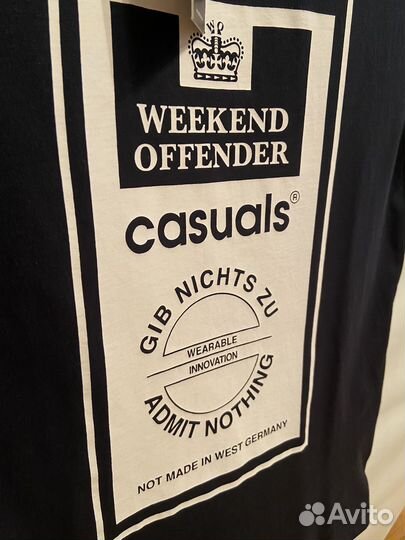 WEEKEND
OFFENDER
casuals®
GIB NICHTS ZU
WEARABLE
INNOVATION
ADMIT NOTHING
NOT MADE IN WEST GERMANY
Avito